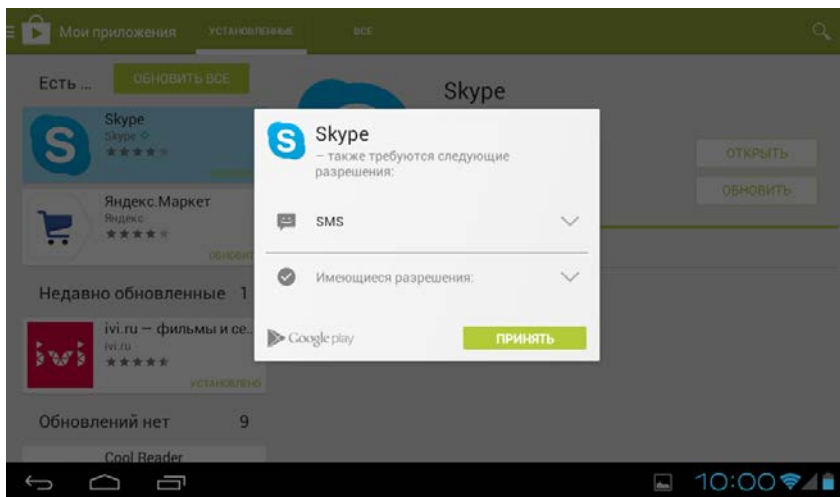 Мои приложения
УСТАНОВЛЕННЫЕ
ВСЕ
Есть ...
ОБНОВИТЬ ВСЕ
Skype
Skype
Яндекс.Маркет
Яндекс
ОБНОВИТ
Недавно обновленные 1
ivi.ru – фильмы и се..
ivi.ru
УСТАНОВЛЕНО
Обновлений нет 9
Cool Reader
Skype
ОТКРЫТЬ
ОБНОВИТЬ
Skype
– также требуются следующие
разрешения:
SMS
Имеющиеся разрешения:
Google play
ПРИНЯТЬ
10:00